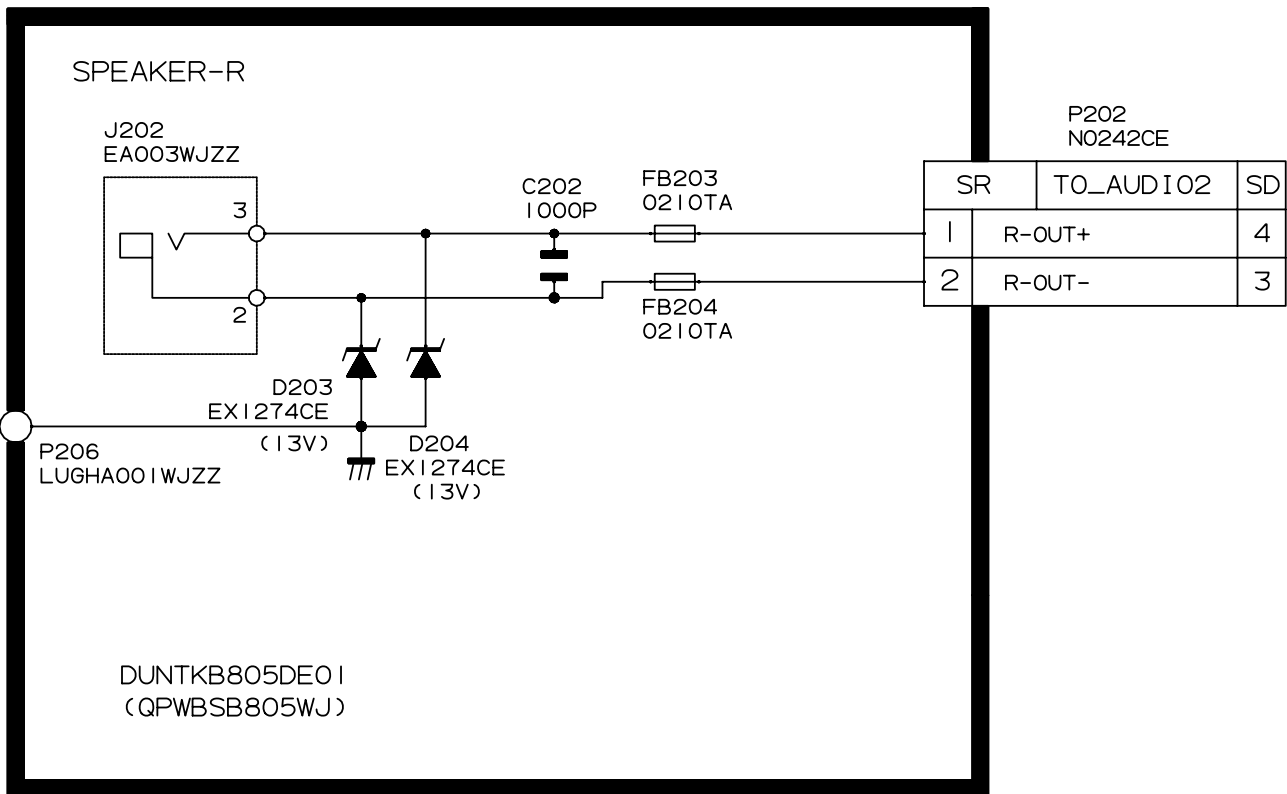 SPEAKER-R
J202
EA003WJZZ
3
2
C202
1000P
FB203
0210TA
FB204
0210TA
P202
N0242CE
SR TO_AUDIO2 SD
1 R-OUT+ 4
2 R-OUT- 3
D203
EX1274CE
(13V)
D204
EX1274CE
(13V)
P206
LUGHA001WJZZ
DUNTKB805DE01
(QPWBSB805WJ)